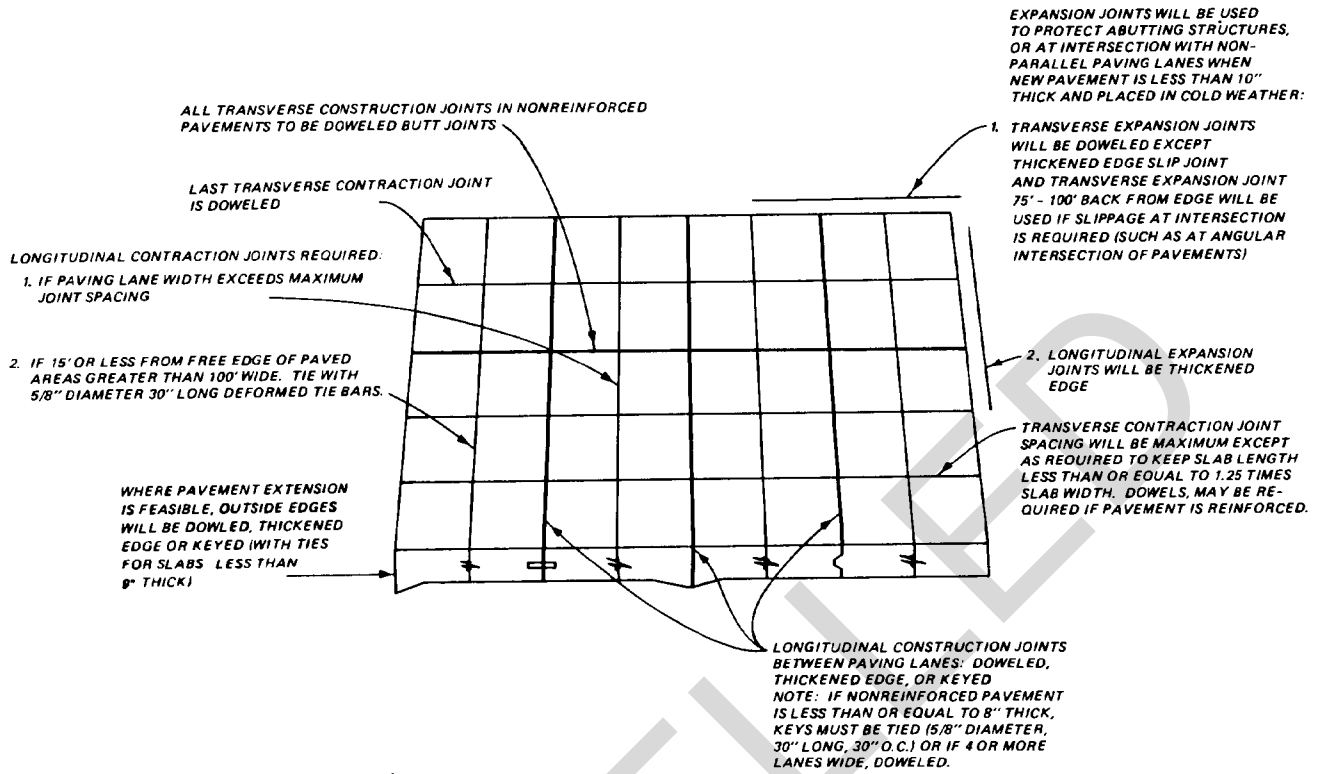 EXPANSION JOINTS WILL BE USED
TO PROTECT ABUTTING STRUCTURES,
OR AT INTERSECTION WITH NON-
PARALLEL PAVING LANES WHEN
NEW PAVEMENT IS LESS THAN 10"
THICK AND PLACED IN COLD WEATHER:
1. TRANSVERSE EXPANSION JOINTS
WILL BE DOWELED EXCEPT
THICKENED EDGE SLIP JOINT
AND TRANSVERSE EXPANSION JOINT
75' - 100' BACK FROM EDGE WILL BE
USED IF SLIPPAGE AT INTERSECTION
IS REQUIRED (SUCH AS AT ANGULAR
INTERSECTION OF PAVEMENTS)
ALL TRANSVERSE CONSTRUCTION JOINTS IN NONREINFORCED
PAVEMENTS TO BE DOWELED BUTT JOINTS
LAST TRANSVERSE CONTRACTION JOINT
IS DOWELED
LONGITUDINAL CONTRACTION JOINTS REQUIRED:
1. IF PAVING LANE WIDTH EXCEEDS MAXIMUM
JOINT SPACING
2. IF 15' OR LESS FROM FREE EDGE OF PAVED
AREAS GREATER THAN 100' WIDE. TIE WITH
5/8" DIAMETER 30" LONG DEFORMED TIE BARS.
2. LONGITUDINAL EXPANSION
JOINTS WILL BE THICKENED
EDGE
TRANSVERSE CONTRACTION JOINT
SPACING WILL BE MAXIMUM EXCEPT
AS REQUIRED TO KEEP SLAB LENGTH
LESS THAN OR EQUAL TO 1.25 TIMES
SLAB WIDTH. DOWELS, MAY BE RE-
QUIRED IF PAVEMENT IS REINFORCED.
WHERE PAVEMENT EXTENSION
IS FEASIBLE, OUTSIDE EDGES
WILL BE DOWLED, THICKENED
EDGE OR KEYED (WITH TIES
FOR SLABS LESS THAN
9" THICK)
LONGITUDINAL CONSTRUCTION JOINTS
BETWEEN PAVING LANES: DOWELED,
THICKENED EDGE, OR KEYED
NOTE: IF NONREINFORCED PAVEMENT
IS LESS THAN OR EQUAL TO 8" THICK,
KEYS MUST BE TIED (5/8" DIAMETER,
30" LONG, 30" O.C.) OR IF 4 OR MORE
LANES WIDE, DOWELED.